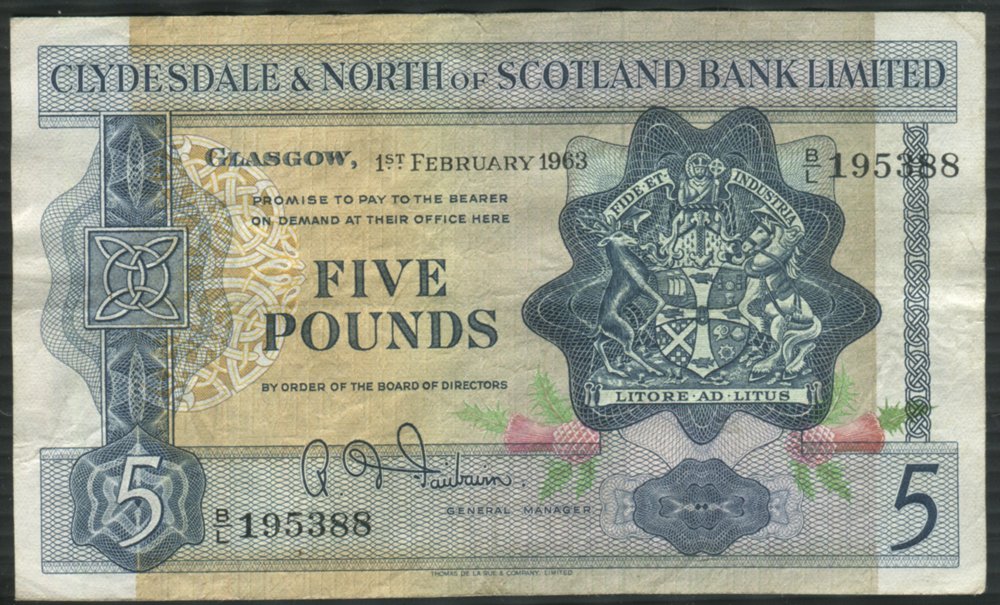 CLYDESDALE & NORTH OF SCOTLAND BANK LIMITED
GLASGOW, 1ST FEBRUARY 1963
B/L 195388
PROMISE TO PAY TO THE BEARER
ON DEMAND AT THEIR OFFICE HERE
FIDE ET INDUSTRIA
FIVE
POUNDS
BY ORDER OF THE BOARD OF DIRECTORS
LITORE·AD·LITUS
R. D. Fairbairn.
GENERAL MANAGER
5
B/L 195388
5
THOMAS DE LA RUE & COMPANY, LIMITED